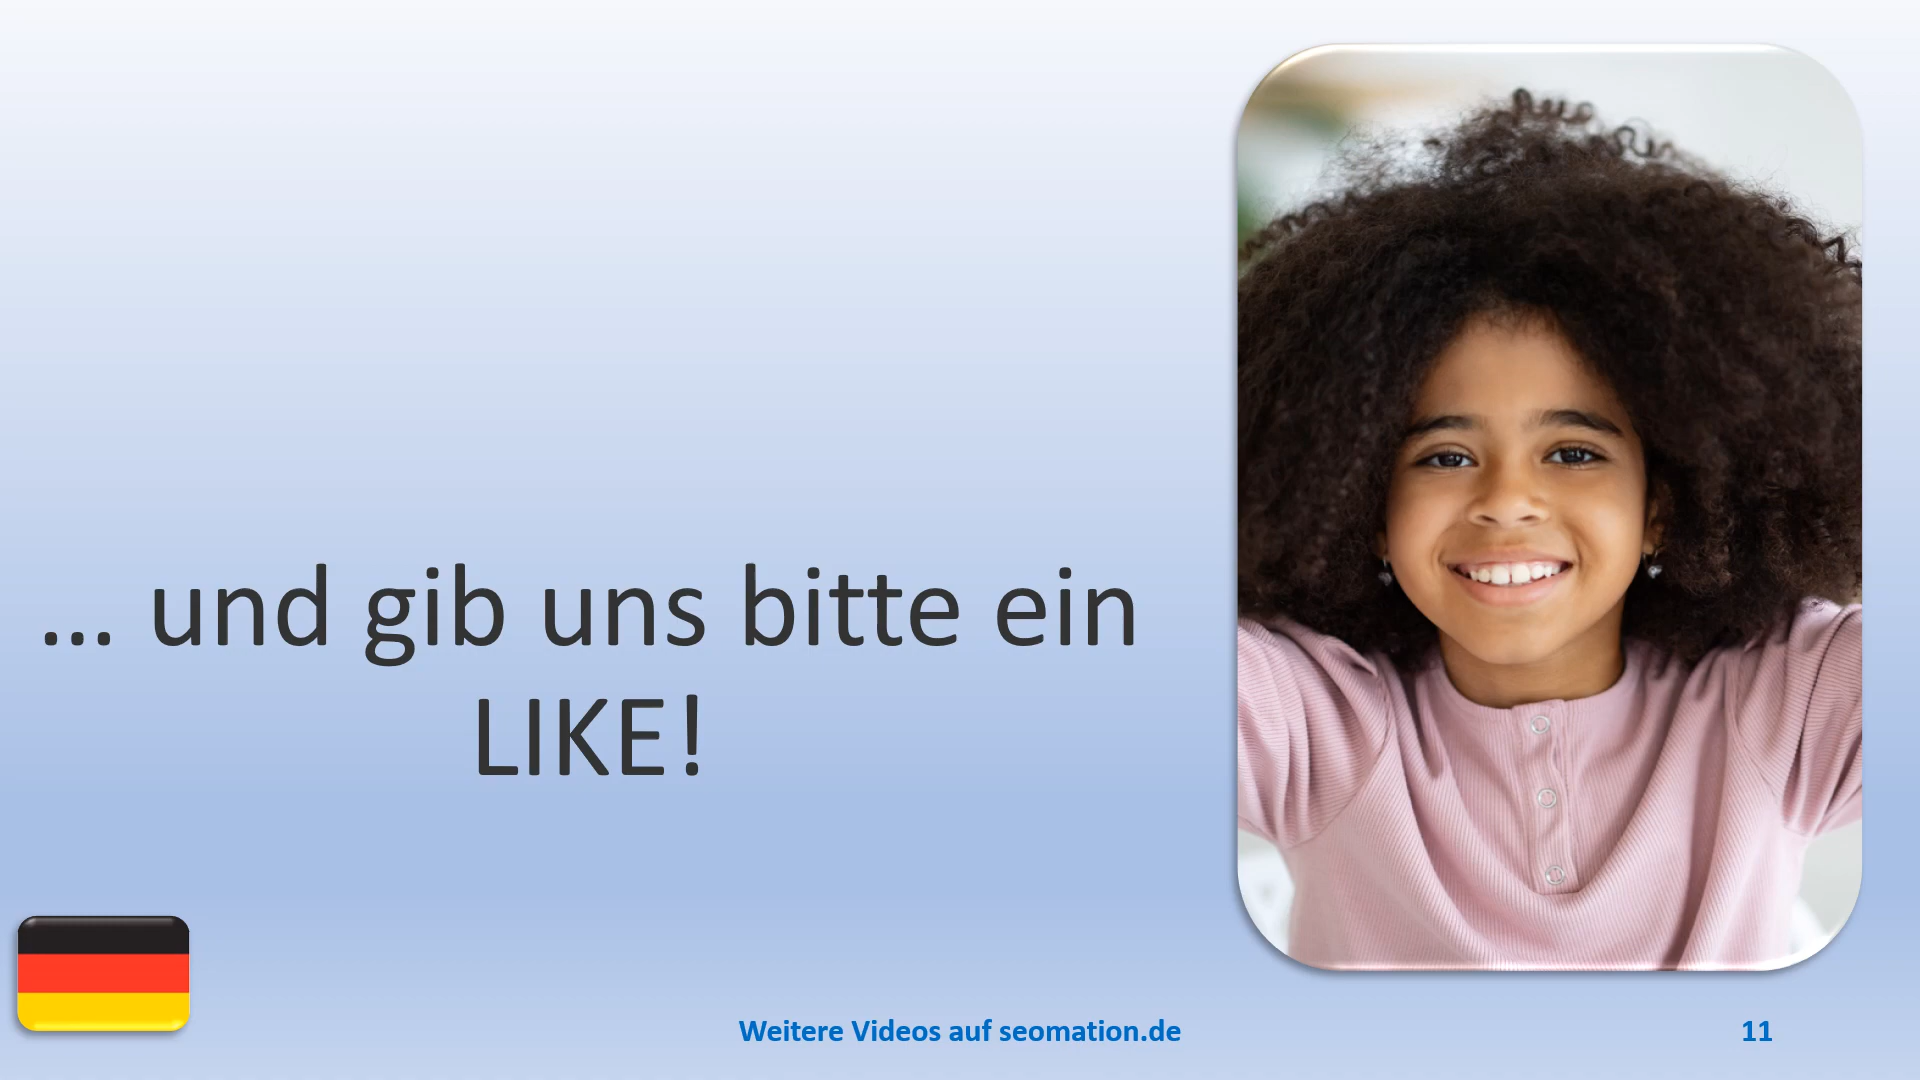 ... und gib uns bitte ein
LIKE!
Weitere Videos auf seomation.de
11